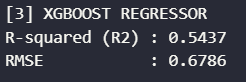 [3] XGBOOST REGRESSOR
R-squared (R2) : 0.5437
RMSE : 0.6786